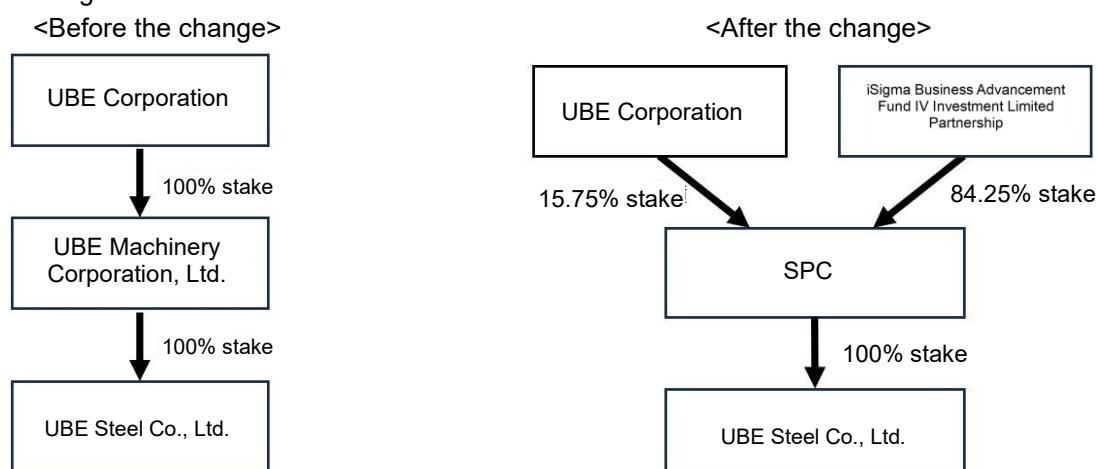 <Before the change>
UBE Corporation
100% stake
UBE Machinery
Corporation, Ltd.
100% stake
UBE Steel Co., Ltd.
<After the change>
UBE Corporation
iSigma Business Advancement
Fund IV Investment Limited
Partnership
15.75% stake
84.25% stake
SPC
100% stake
UBE Steel Co., Ltd.